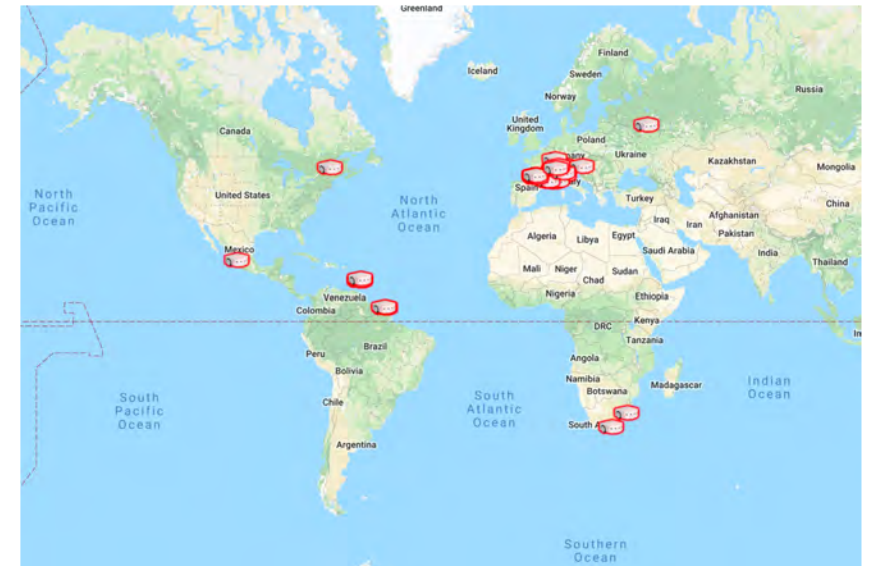 Greenland
Finland
Iceland
Sweden
Russia
Norway
United
Kingdom
Canada
Poland
Ukraine
Kazakhstan
Mongolia
North
Pacific
Ocean
United States
North
Atlantic
Ocean
Spain
Turkey
China
Iraq
Iran
Afghanistan
Pakistan
Algeria
Libya
Egypt
Saudi Arabia
India
Mexico
Thailand
Mali
Niger
Chad
Sudan
Venezuela
Nigeria
Ethiopia
Colombia
Kenya
DRC
Tanzania
In
Peru
Brazil
Bolivia
Angola
Namibia
Botswana
Madagascar
Indian
Ocean
South
Pacific
Ocean
Chile
South
Atlantic
Ocean
South A
Argentina
Southern
Ocean